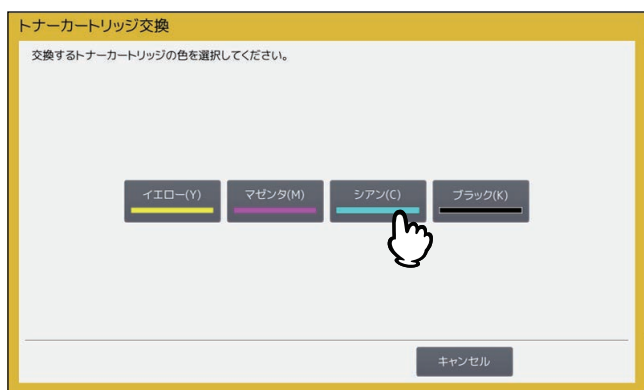 トナーカートリッジ交換
交換するトナーカートリッジの色を選択してください。
イエロー(Y) マゼンタ(M) シアン(C) ブラック(K)
キャンセル